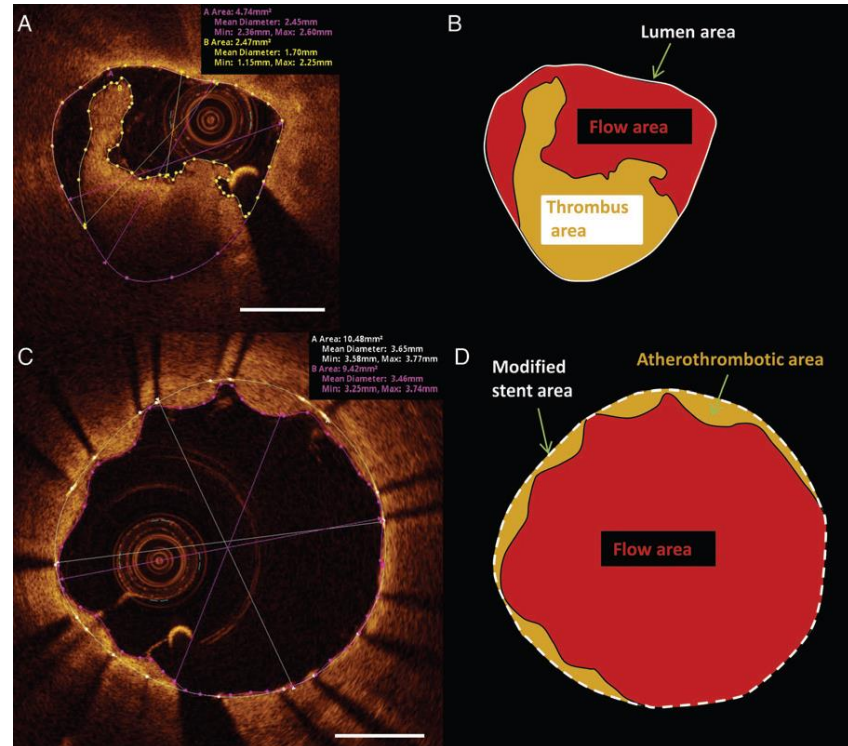 A
A Area: 4.74mm²
Mean Diameter: 2.45mm
Min: 2.36mm, Max: 2.60mm
B Area: 2.47mm²
Mean Diameter: 1.70mm
Min: 1.15mm, Max: 2.25mm
B
Lumen area
Flow area
Thrombus
area
C
A Area: 10.48mm²
Mean Diameter: 3.65mm
Min: 3.58mm, Max: 3.77mm
B Area: 9.42mm²
Mean Diameter: 3.46mm
Min: 3.25mm, Max: 3.74mm
D
Modified
stent area
Atherothrombotic area
Flow area